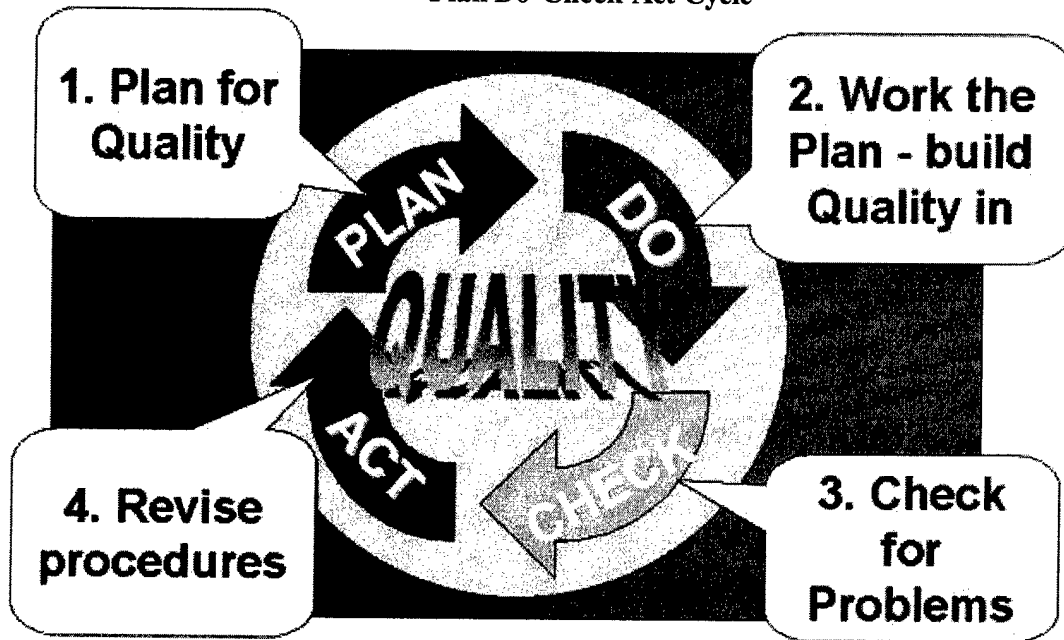 Plan Do Check Act Cycle
1. Plan for
Quality
2. Work the
Plan - build
Quality in
PLAN
DO
QUALITY
ACT
CHECK
4. Revise
procedures
3. Check
for
Problems